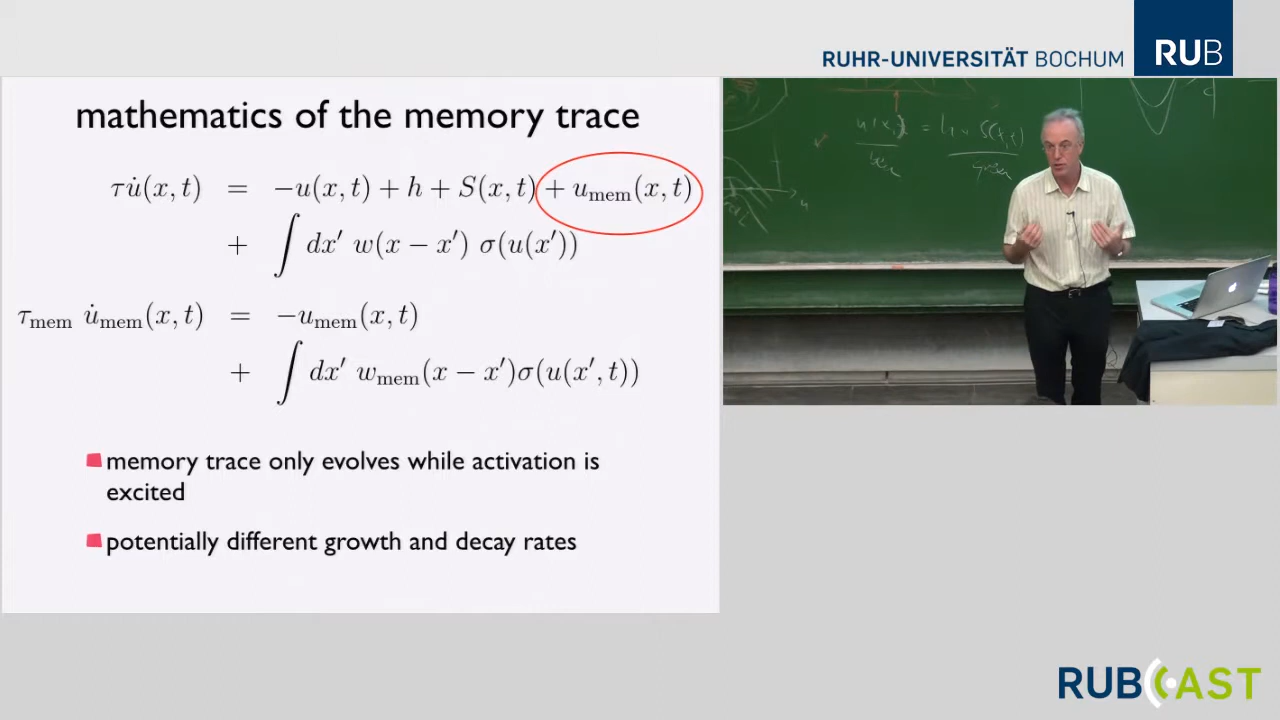 RUHR-UNIVERSITÄT BOCHUM
RUB
mathematics of the memory trace
τu̇(x, t) = −u(x, t) + h + S(x, t) + u_mem(x, t)
+ ∫ dx′ w(x − x′) σ(u(x′))
τ_mem u̇_mem(x, t) = −u_mem(x, t)
+ ∫ dx′ w_mem(x − x′)σ(u(x′, t))
memory trace only evolves while activation is
excited
potentially different growth and decay rates
RUBCAST